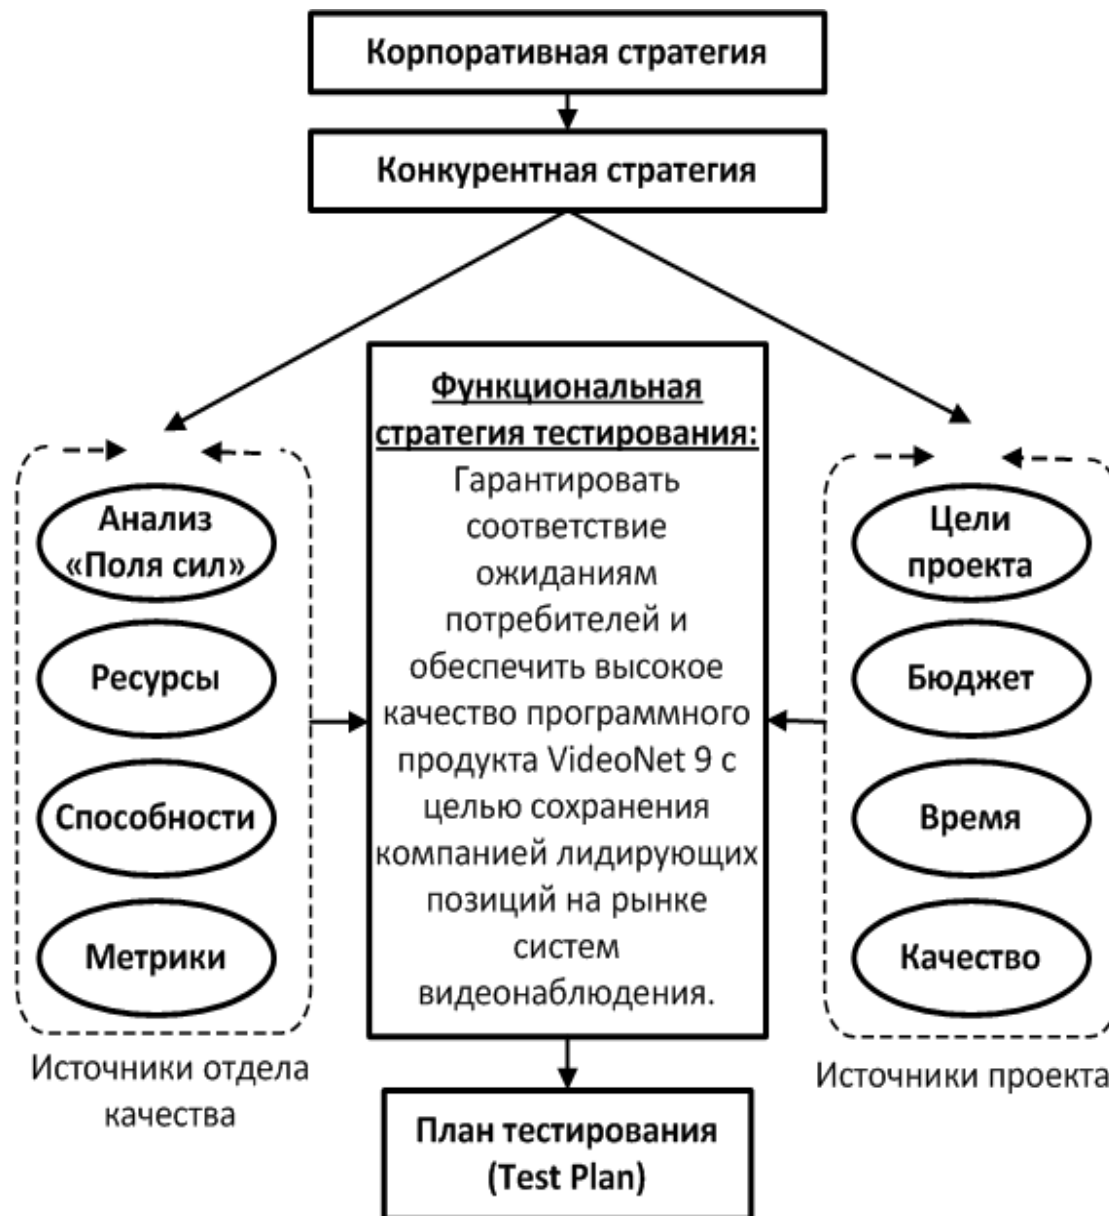 Корпоративная стратегия
Конкурентная стратегия
Функциональная
стратегия тестирования:
Гарантировать
соответствие
ожиданиям
потребителей и
обеспечить высокое
качество программного
продукта VideoNet 9 с
целью сохранения
компанией лидирующих
позиций на рынке
систем
видеонаблюдения.
Анализ
«Поля сил»
Ресурсы
Способности
Метрики
Источники отдела
качества
Цели
проекта
Бюджет
Время
Качество
Источники проекта
План тестирования
(Test Plan)